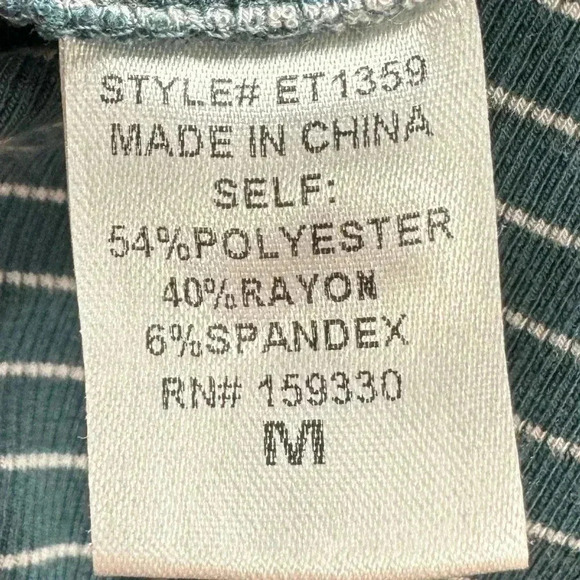 STYLE# ET1359
MADE IN CHINA
SELF:
54%POLYESTER
40%RAYON
6%SPANDEX
RN# 159330
M